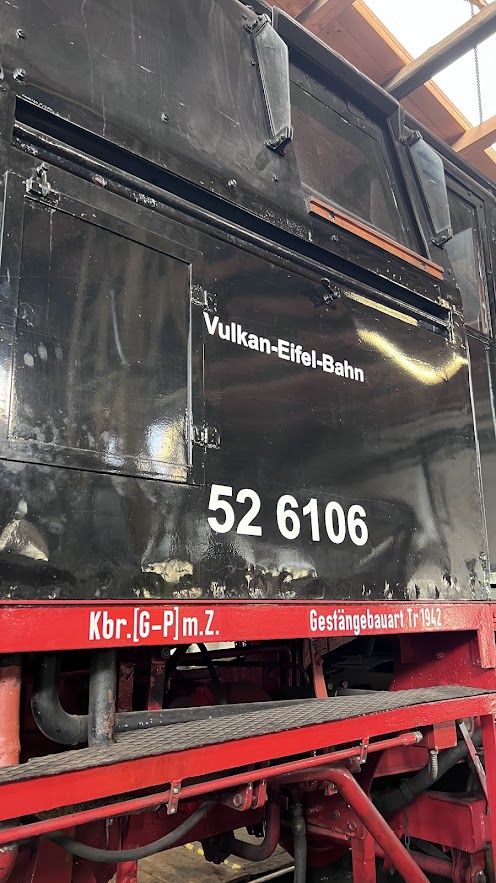 Vulkan-Eifel-Bahn
52 6106
Kbr.[G-P]m.Z.
Gestängebauart Tr 1942